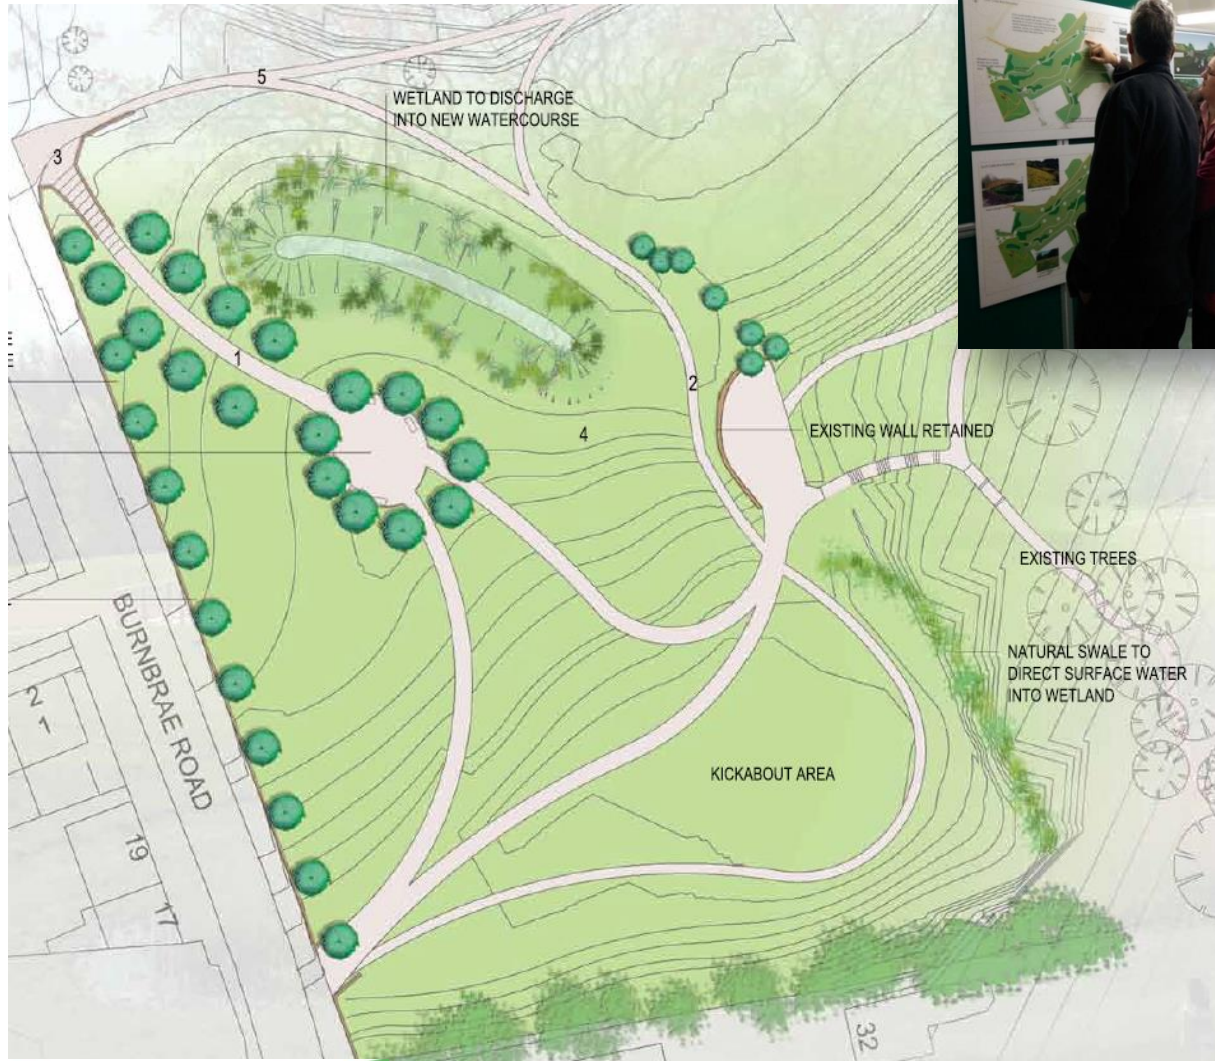 5
WETLAND TO DISCHARGE
INTO NEW WATERCOURSE
3
1
2
4
EXISTING WALL RETAINED
EXISTING TREES
NATURAL SWALE TO
DIRECT SURFACE WATER
INTO WETLAND
BURNBRAE ROAD
2
1
KICKABOUT AREA
19
17
32